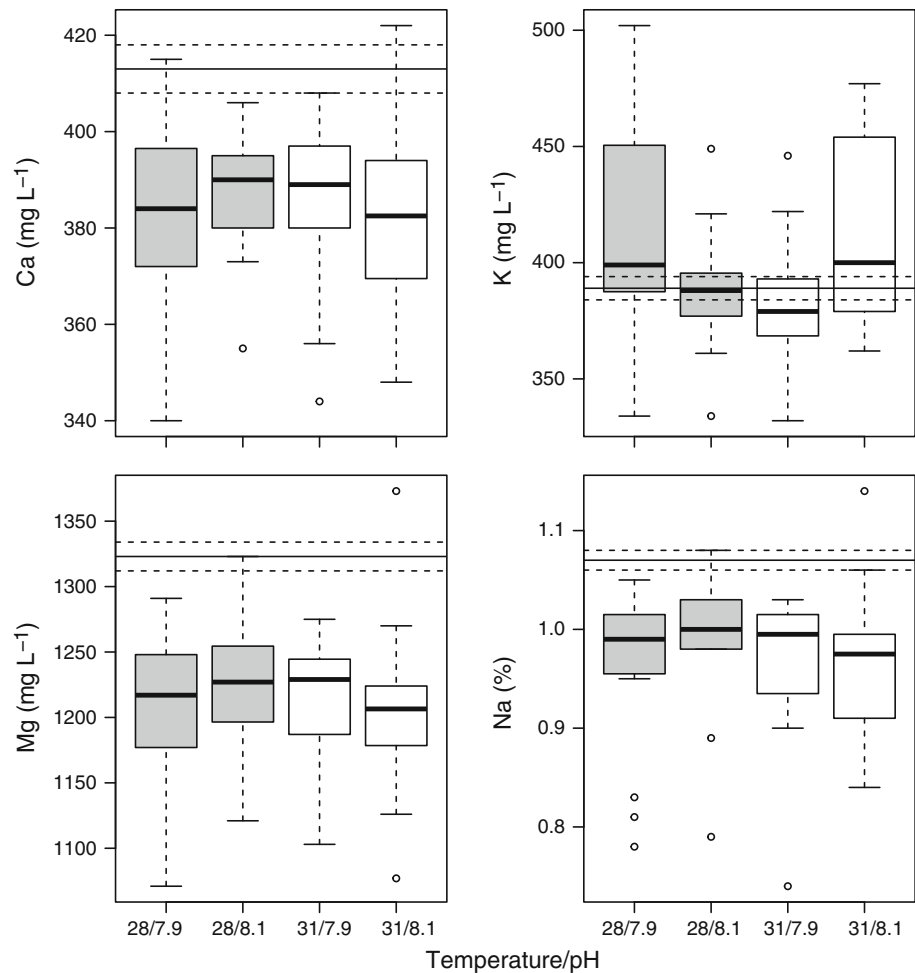 420
400
380
360
340
Ca (mg L⁻¹)
500
450
400
350
K (mg L⁻¹)
1350
1300
1250
1200
1150
1100
Mg (mg L⁻¹)
1.1
1.0
0.9
0.8
Na (%)
28/7.9 28/8.1 31/7.9 31/8.1
28/7.9 28/8.1 31/7.9 31/8.1
Temperature/pH